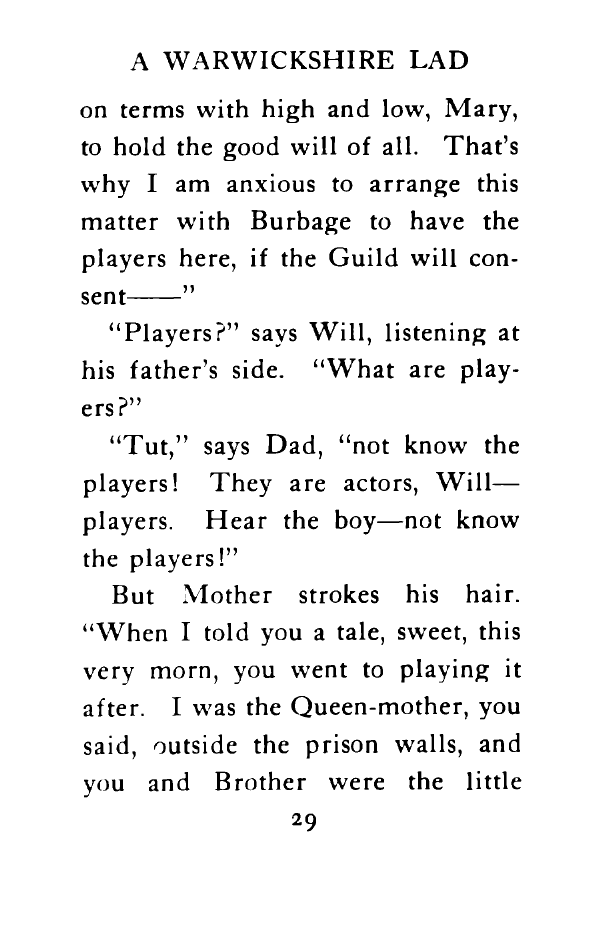 A WARWICKSHIRE LAD
on terms with high and low, Mary,
to hold the good will of all. That's
why I am anxious to arrange this
matter with Burbage to have the
players here, if the Guild will con-
sent——"
"Players?" says Will, listening at
his father's side. "What are play-
ers?"
"Tut," says Dad, "not know the
players! They are actors, Will—
players. Hear the boy—not know
the players!"
But Mother strokes his hair.
"When I told you a tale, sweet, this
very morn, you went to playing it
after. I was the Queen-mother, you
said, outside the prison walls, and
you and Brother were the little
29